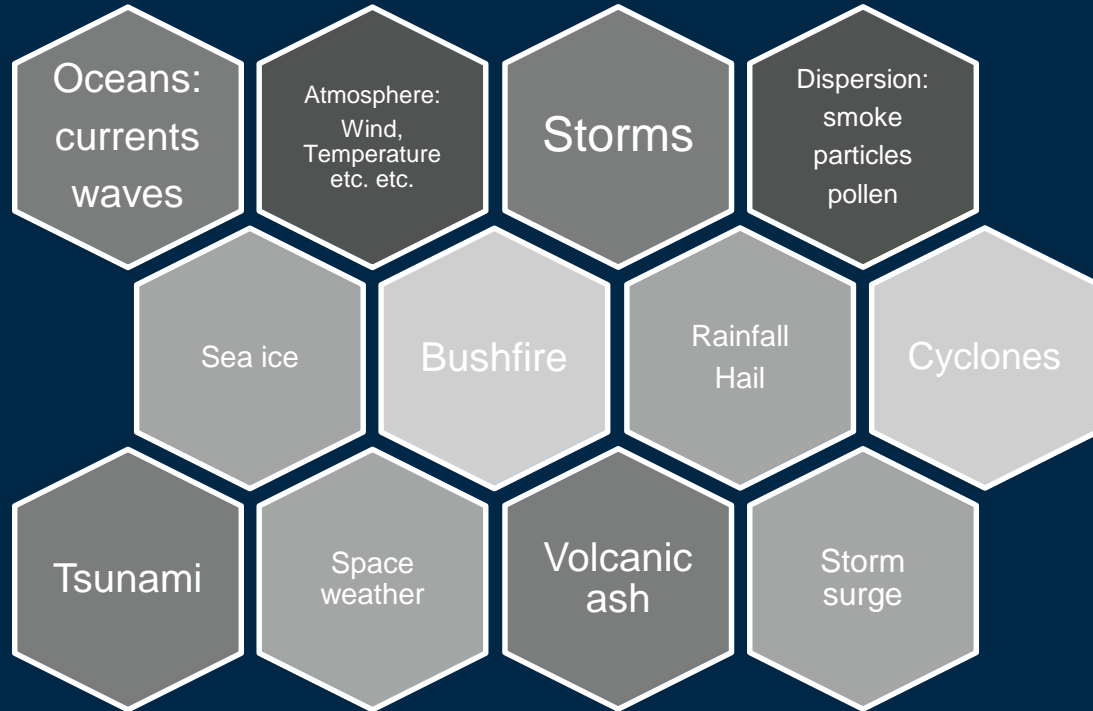 Oceans:
currents
waves
Atmosphere:
Wind,
Temperature
etc. etc.
Storms
Dispersion:
smoke
particles
pollen
Sea ice
Bushfire
Rainfall
Hail
Cyclones
Tsunami
Space
weather
Volcanic
ash
Storm
surge